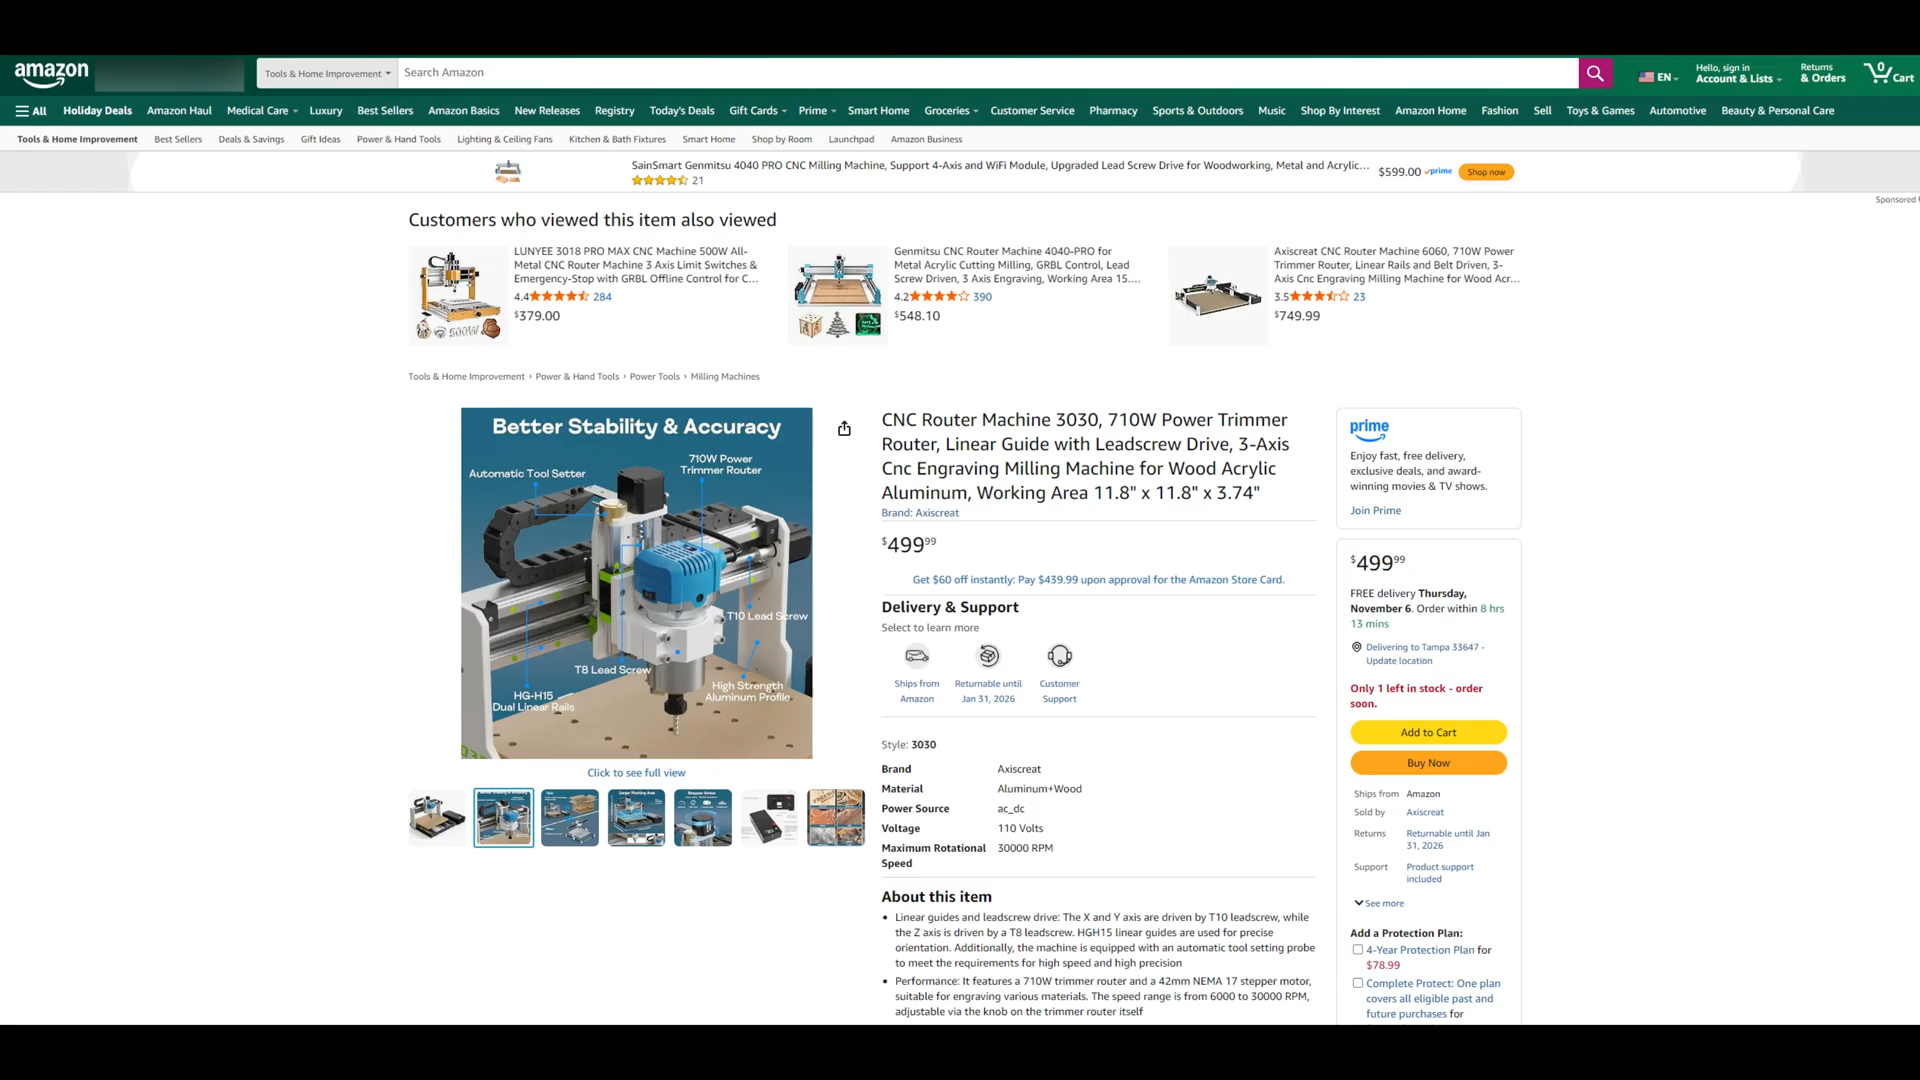 amazon
Tools & Home Improvement
Search Amazon
EN
Hello, sign in
Account & Lists
Returns
& Orders
0
Cart
All
Holiday Deals
Amazon Haul
Medical Care
Luxury
Best Sellers
Amazon Basics
New Releases
Registry
Today's Deals
Gift Cards
Prime
Smart Home
Groceries
Customer Service
Pharmacy
Sports & Outdoors
Music
Shop By Interest
Amazon Home
Fashion
Sell
Toys & Games
Automotive
Beauty & Personal Care
Tools & Home Improvement
Best Sellers
Deals & Savings
Gift Ideas
Power & Hand Tools
Lighting & Ceiling Fans
Kitchen & Bath Fixtures
Smart Home
Shop by Room
Launchpad
Amazon Business
SainSmart Genmitsu 4040 PRO CNC Milling Machine, Support 4-Axis and WiFi Module, Upgraded Lead Screw Drive for Woodworking, Metal and Acrylic...
21
$599.00
prime
Shop now
Sponsored
Customers who viewed this item also viewed
LUNYEE 3018 PRO MAX CNC Machine 500W All-
Metal CNC Router Machine 3 Axis Limit Switches &
Emergency-Stop with GRBL Offline Control for C...
4.4
284
$379.00
500W
Genmitsu CNC Router Machine 4040-PRO for
Metal Acrylic Cutting Milling, GRBL Control, Lead
Screw Driven, 3 Axis Engraving, Working Area 15....
4.2
390
$548.10
Axiscreat CNC Router Machine 6060, 710W Power
Trimmer Router, Linear Rails and Belt Driven, 3-
Axis Cnc Engraving Milling Machine for Wood Acr...
3.5
23
$749.99
Tools & Home Improvement › Power & Hand Tools › Power Tools › Milling Machines
Better Stability & Accuracy
710W Power
Trimmer Router
Automatic Tool Setter
T10 Lead Screw
T8 Lead Screw
High Strength
Aluminum Profile
HG-H15
Dual Linear Rails
Click to see full view
CNC Router Machine 3030, 710W Power Trimmer
Router, Linear Guide with Leadscrew Drive, 3-Axis
Cnc Engraving Milling Machine for Wood Acrylic
Aluminum, Working Area 11.8" x 11.8" x 3.74"
Brand: Axiscreat
$499.99
Get $60 off instantly: Pay $439.99 upon approval for the Amazon Store Card.
Delivery & Support
Select to learn more
Ships from
Amazon
Returnable until
Jan 31, 2026
Customer
Support
Style: 3030
Brand Axiscreat
Material Aluminum+Wood
Power Source ac_dc
Voltage 110 Volts
Maximum Rotational
Speed
30000 RPM
About this item
• Linear guides and leadscrew drive: The X and Y axis are driven by T10 leadscrew, while
the Z axis is driven by a T8 leadscrew. HGH15 linear guides are used for precise
orientation. Additionally, the machine is equipped with an automatic tool setting probe
to meet the requirements for high speed and high precision
• Performance: It features a 710W trimmer router and a 42mm NEMA 17 stepper motor,
suitable for engraving various materials. The speed range is from 6000 to 30000 RPM,
adjustable via the knob on the trimmer router itself
prime
Enjoy fast, free delivery,
exclusive deals, and award-
winning movies & TV shows.
Join Prime
$499.99
FREE delivery Thursday,
November 6. Order within 8 hrs
13 mins
Delivering to Tampa 33647 -
Update location
Only 1 left in stock - order
soon.
Add to Cart
Buy Now
Ships from Amazon
Sold by Axiscreat
Returns Returnable until Jan
31, 2026
Support Product support
included
See more
Add a Protection Plan:
4-Year Protection Plan for
$78.99
Complete Protect: One plan
covers all eligible past and
future purchases for